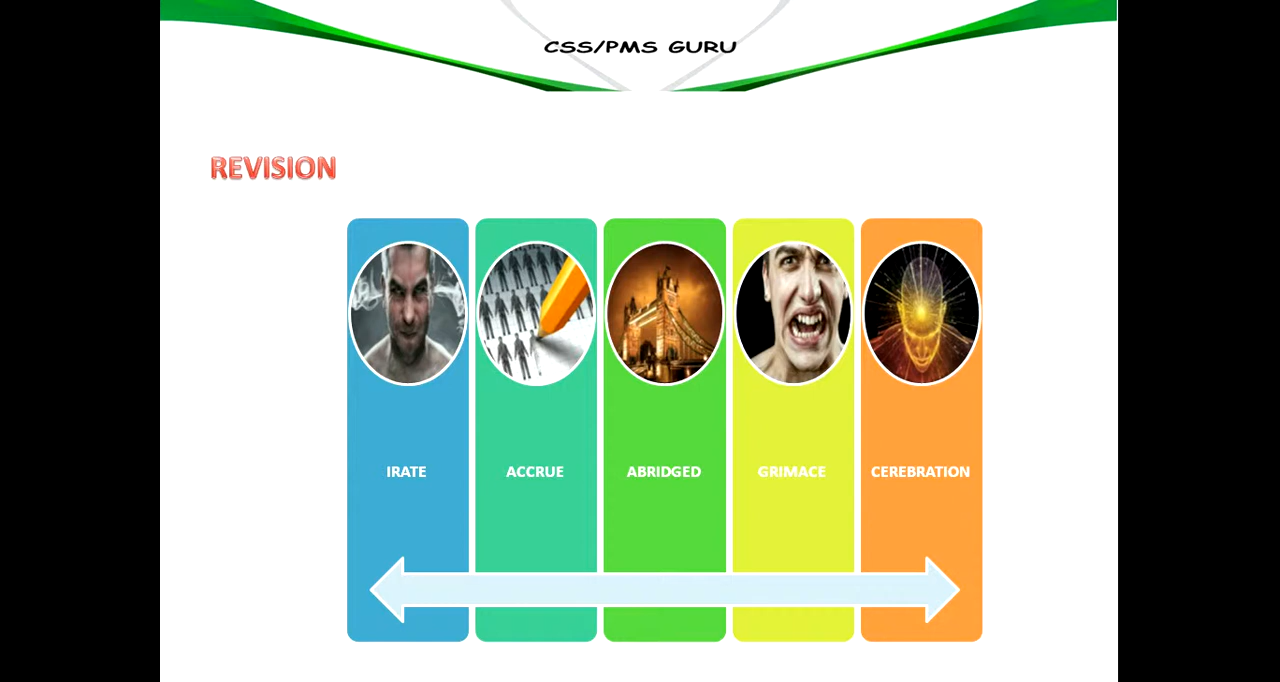 CSS/PMS GURU
REVISION
IRATE
ACCRUE
ABRIDGED
GRIMACE
CEREBRATION